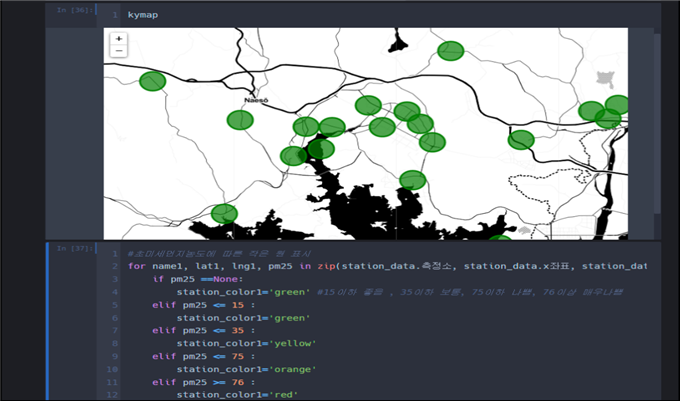 In [36]:
1 kymap
+
−
Naesŏ
In [37]:
1 #초미세먼지농도에 따른 작은 원 표시
2 for name1, lat1, lng1, pm25 in zip(station_data.측정소, station_data.x좌표, station_dat
3 if pm25 ==None:
4 station_color1='green' #15이하 좋음 , 35이하 보통, 75이하 나쁨, 76이상 매우나쁨
5 elif pm25 <= 15 :
6 station_color1='green'
7 elif pm25 <= 35 :
8 station_color1='yellow'
9 elif pm25 <= 75 :
10 station_color1='orange'
11 elif pm25 >= 76 :
12 station_color1='red'